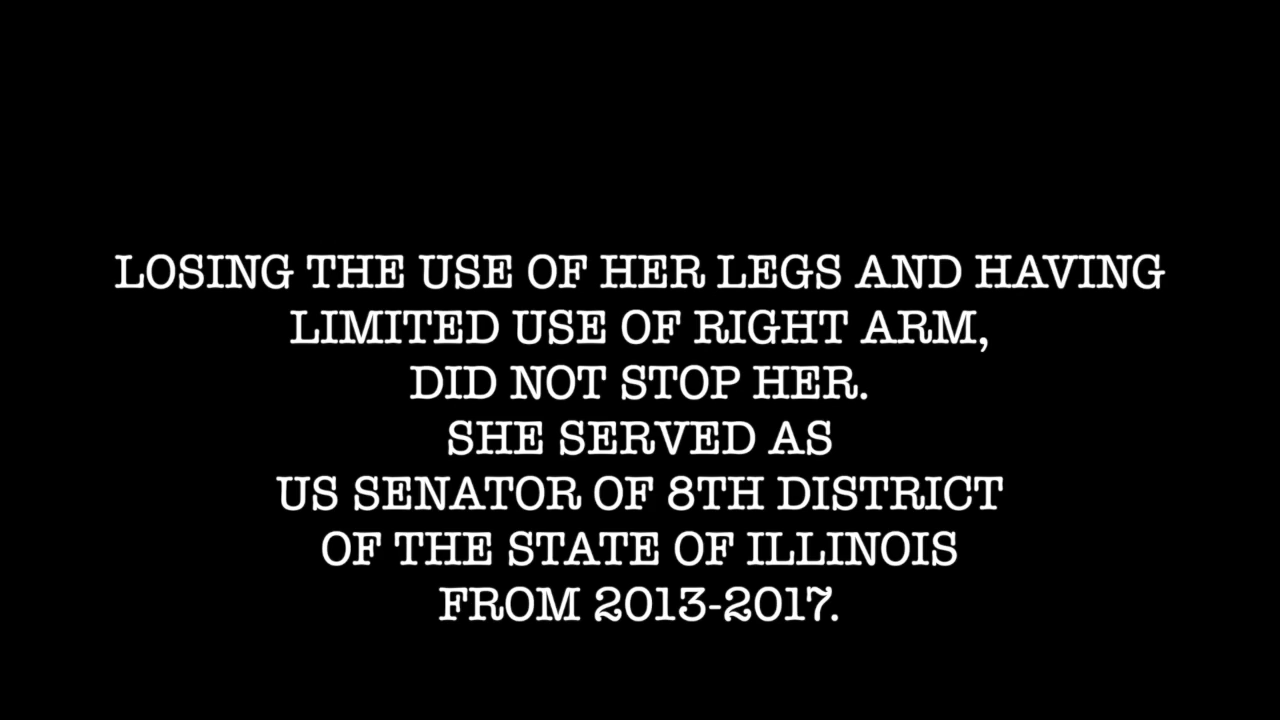 LOSING THE USE OF HER LEGS AND HAVING
LIMITED USE OF RIGHT ARM,
DID NOT STOP HER.
SHE SERVED AS
US SENATOR OF 8TH DISTRICT
OF THE STATE OF ILLINOIS
FROM 2013-2017.